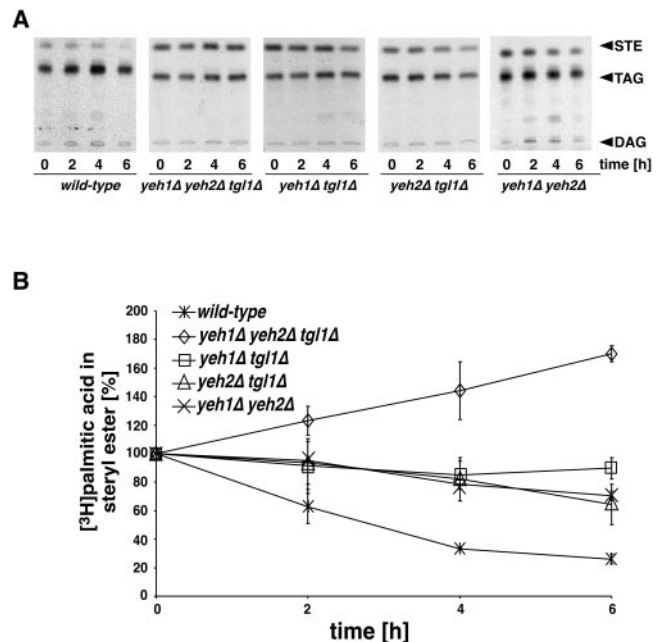 A
◄STE
◄TAG
◄DAG
0 2 4 6 0 2 4 6 0 2 4 6 0 2 4 6 0 2 4 6 time [h]
wild-type yeh1Δ yeh2Δ tgl1Δ yeh1Δ tgl1Δ yeh2Δ tgl1Δ yeh1Δ yeh2Δ
B
[³H]palmitic acid in
steryl ester [%]
200
180
160
140
120
100
80
60
40
20
0
wild-type
yeh1Δ yeh2Δ tgl1Δ
yeh1Δ tgl1Δ
yeh2Δ tgl1Δ
yeh1Δ yeh2Δ
0 2 4 6
time [h]